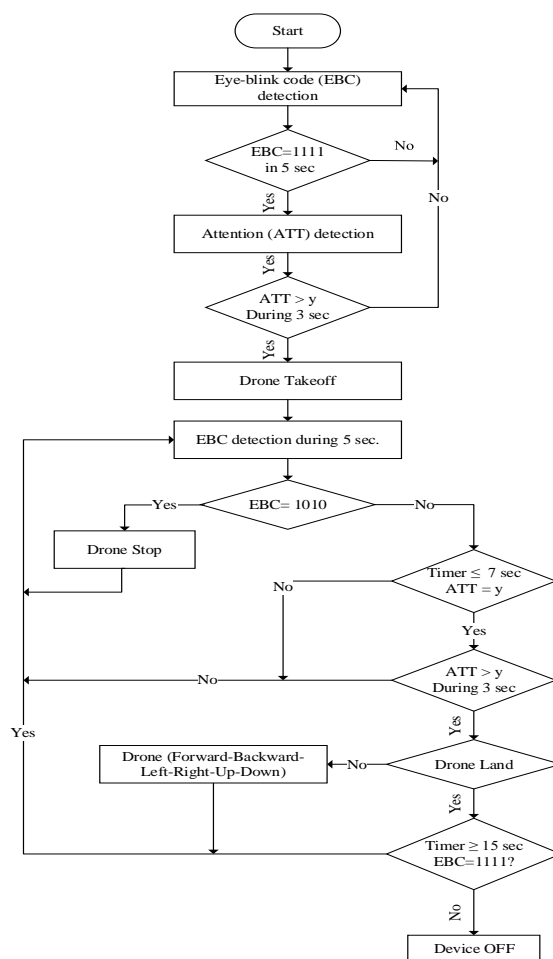 Start
Eye-blink code (EBC)
detection
EBC=1111
in 5 sec
No
No
Yes
Attention (ATT) detection
Yes
ATT > y
During 3 sec
Yes
Drone Takeoff
EBC detection during 5 sec.
Yes
EBC= 1010
No
Drone Stop
Timer ≤ 7 sec
ATT = y
No
Yes
ATT > y
During 3 sec
No
Yes
Yes
Drone (Forward-Backward-
Left-Right-Up-Down)
No
Drone Land
Yes
Timer ≥ 15 sec
EBC=1111?
No
Device OFF